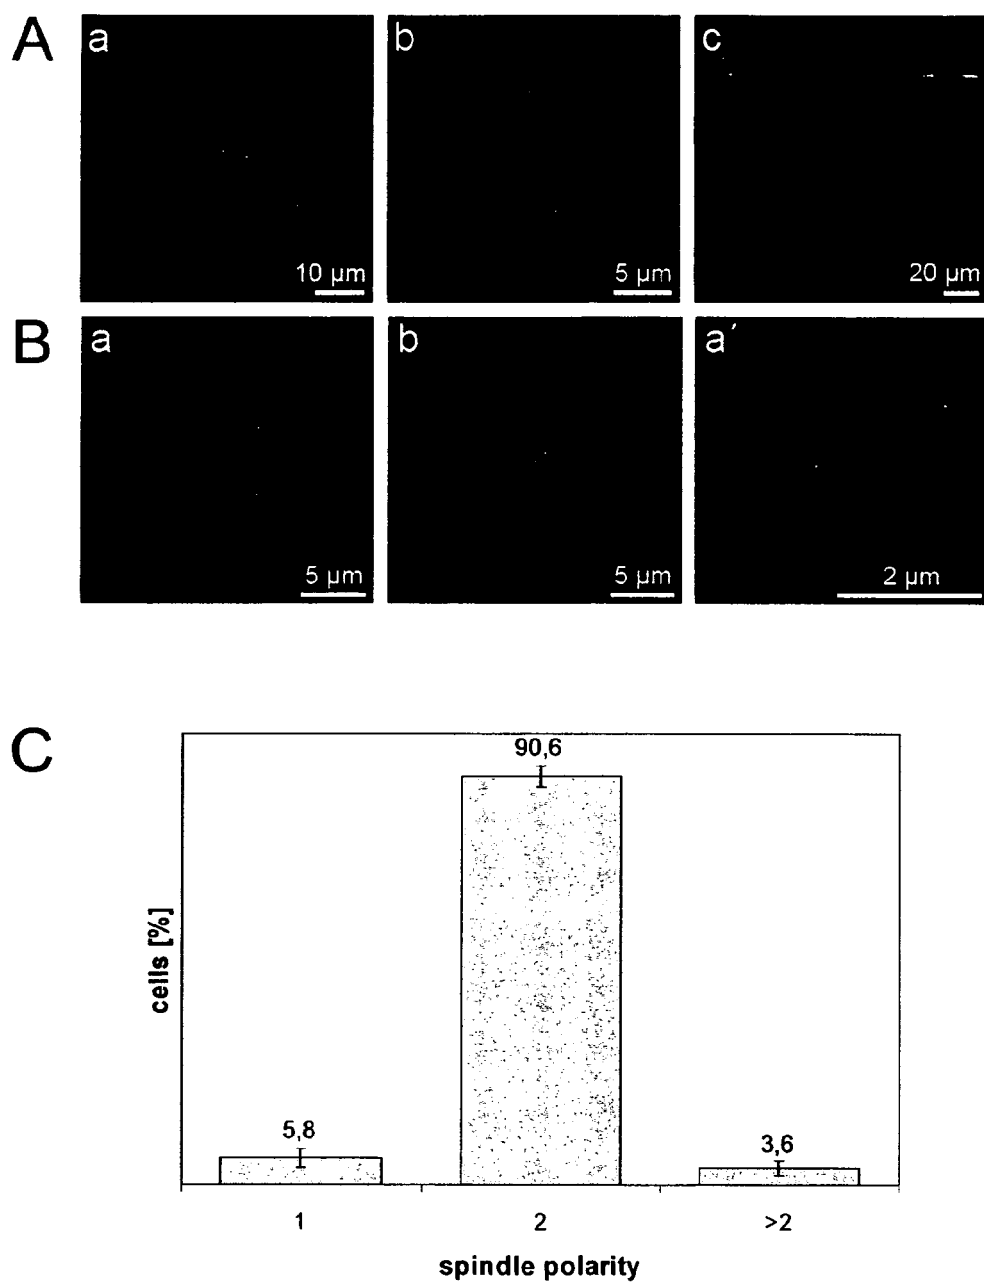 A
a
b
c
10 µm
5 µm
20 µm
B
a
b
a´
5 µm
5 µm
2 µm
C
90,6
5,8
3,6
cells [%]
1
2
>2
spindle polarity